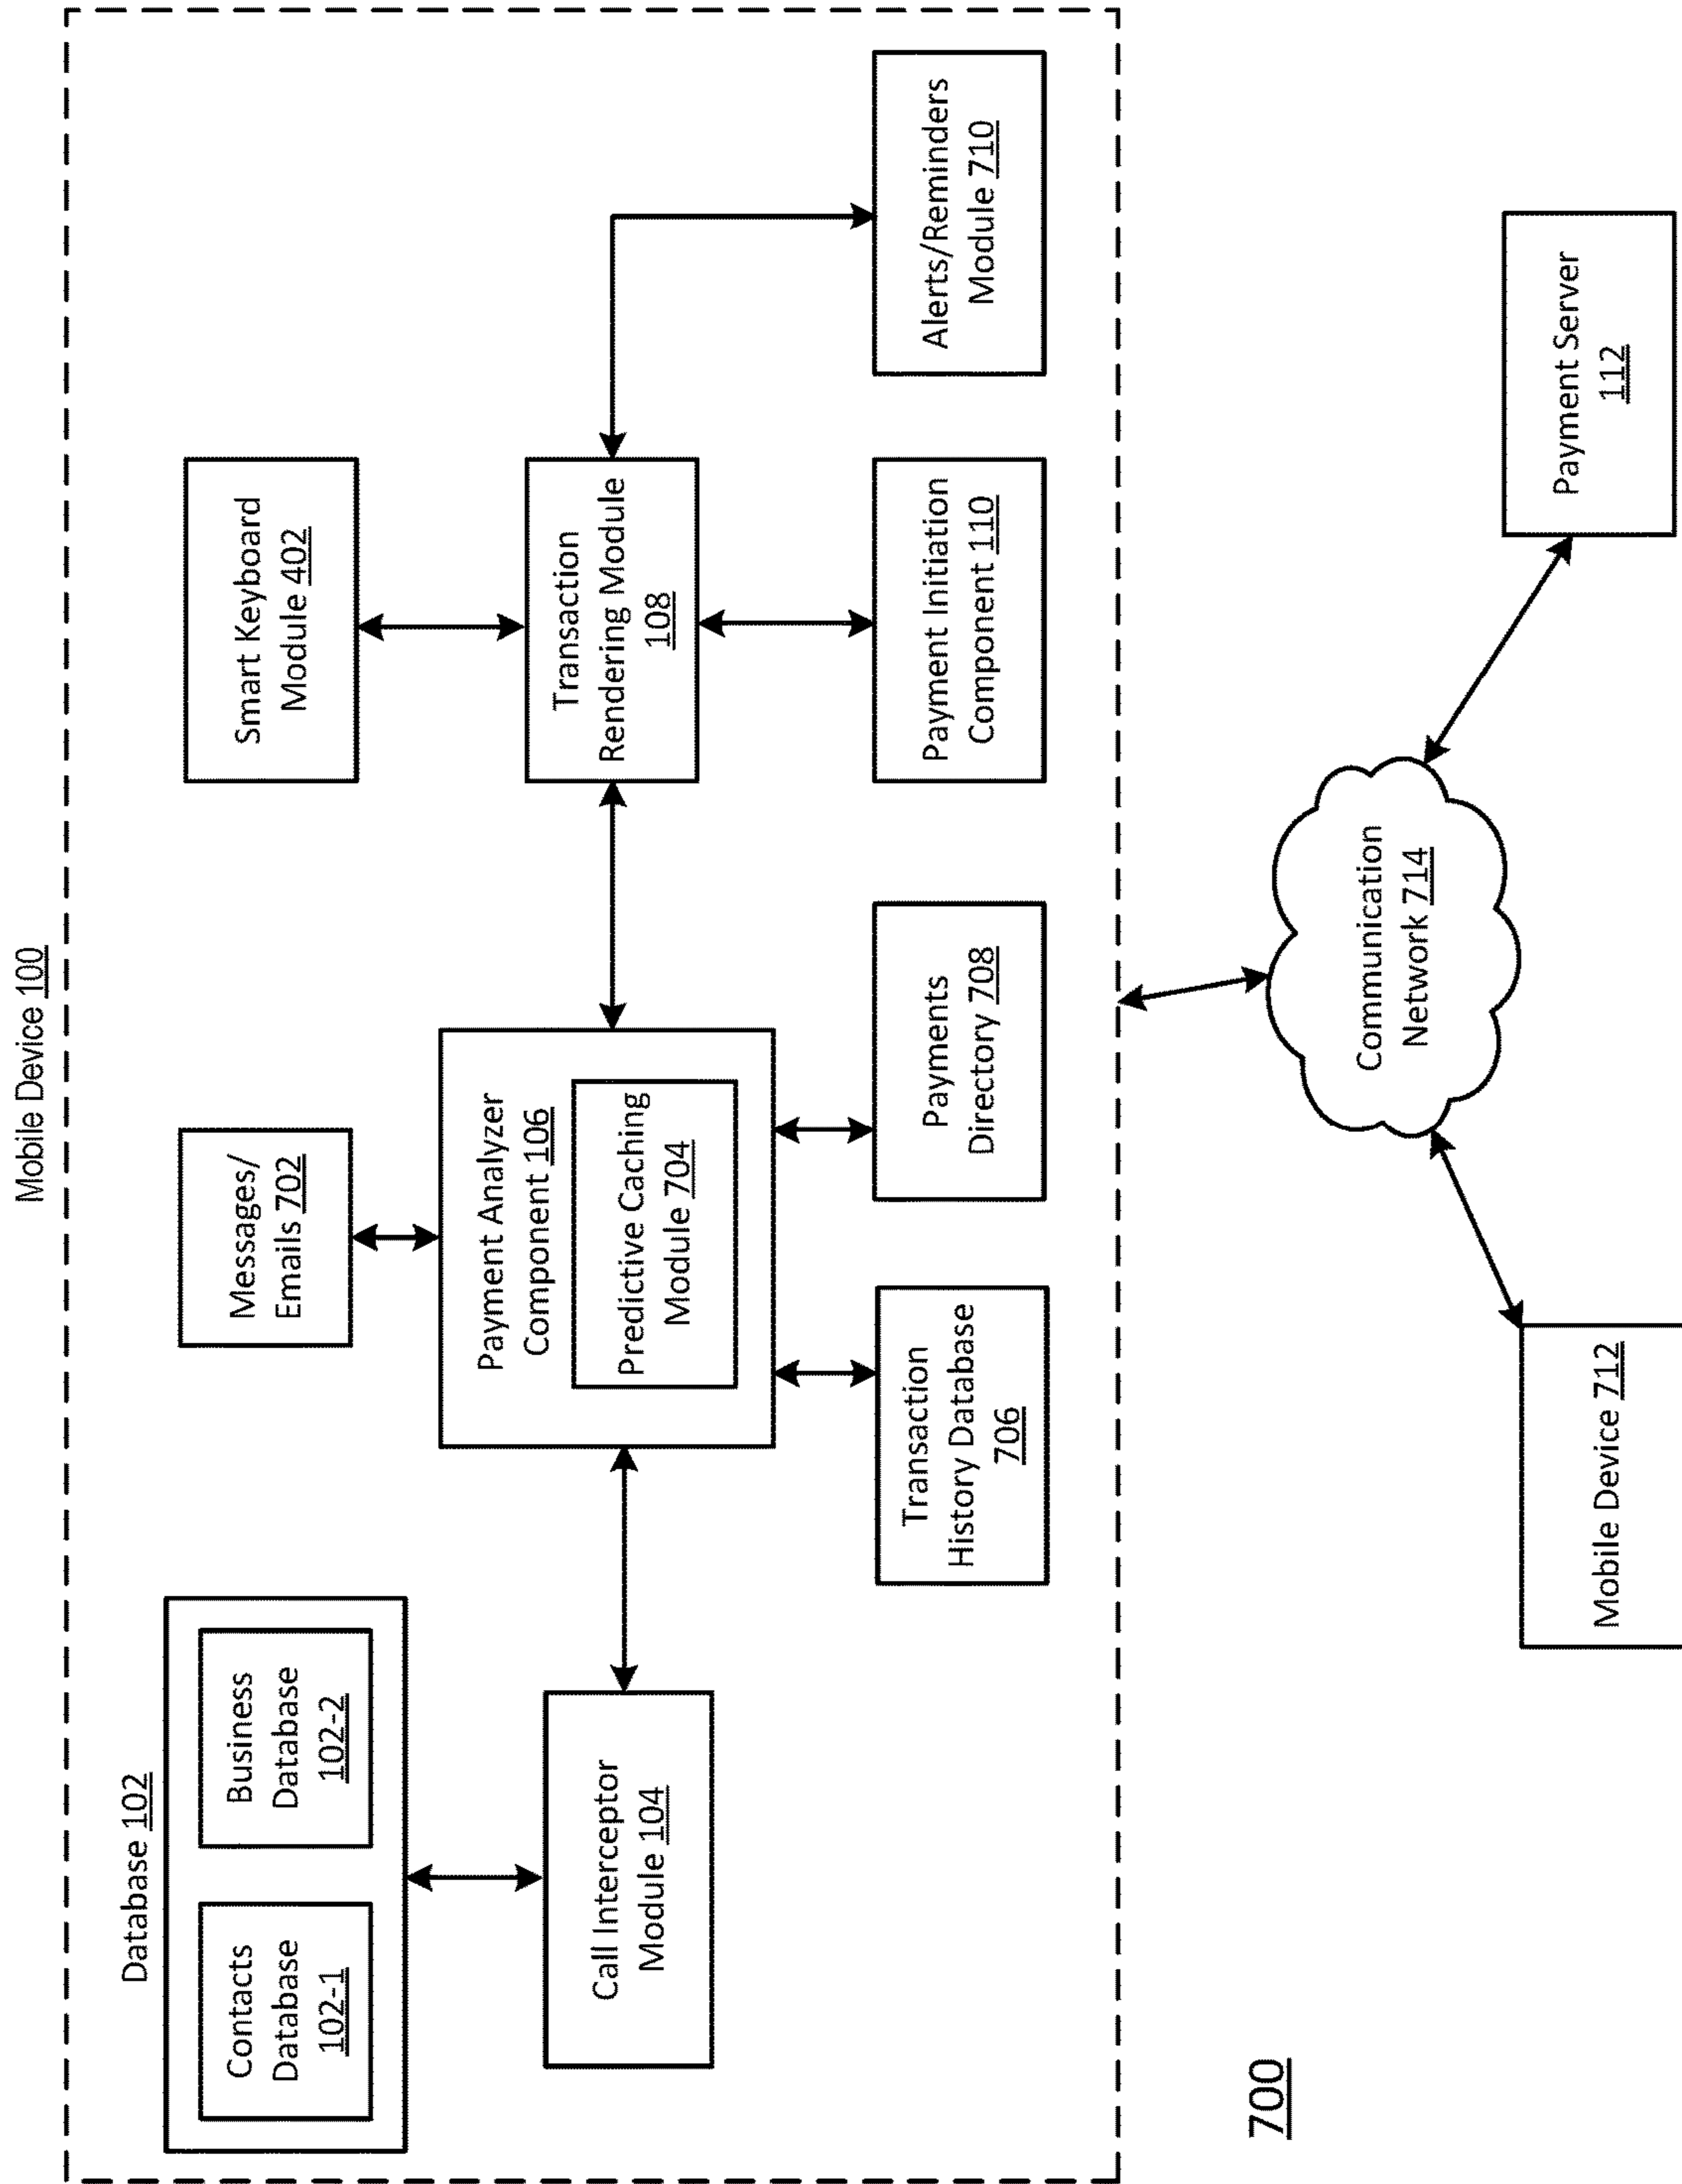 Mobile Device 100
Database 102
Contacts
Database
102-1
Business
Database
102-2
Messages/
Emails 702
Smart Keyboard
Module 402
Call Interceptor
Module 104
Payment Analyzer
Component 106
Predictive Caching
Module 704
Transaction
Rendering Module
108
Transaction
History Database
706
Payments
Directory 708
Payment Initiation
Component 110
Alerts/Reminders
Module 710
700
Mobile Device 712
Communication
Network 714
Payment Server
112